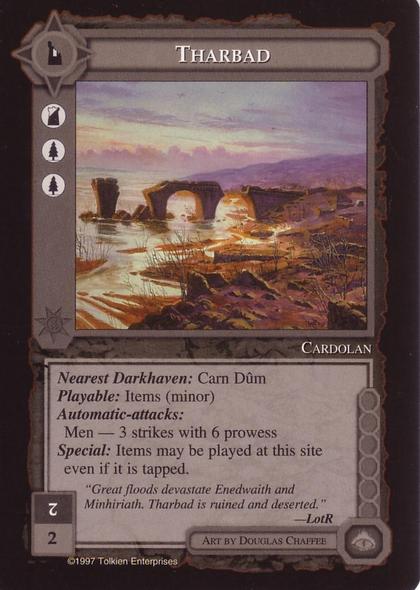 THARBAD
CARDOLAN
Nearest Darkhaven: Carn Dûm
Playable: Items (minor)
Automatic-attacks:
Men — 3 strikes with 6 prowess
Special: Items may be played at this site
even if it is tapped.
“Great floods devastate Enedwaith and
Minhiriath. Tharbad is ruined and deserted.”
—LotR
2
2
ART BY DOUGLAS CHAFFEE
©1997 Tolkien Enterprises